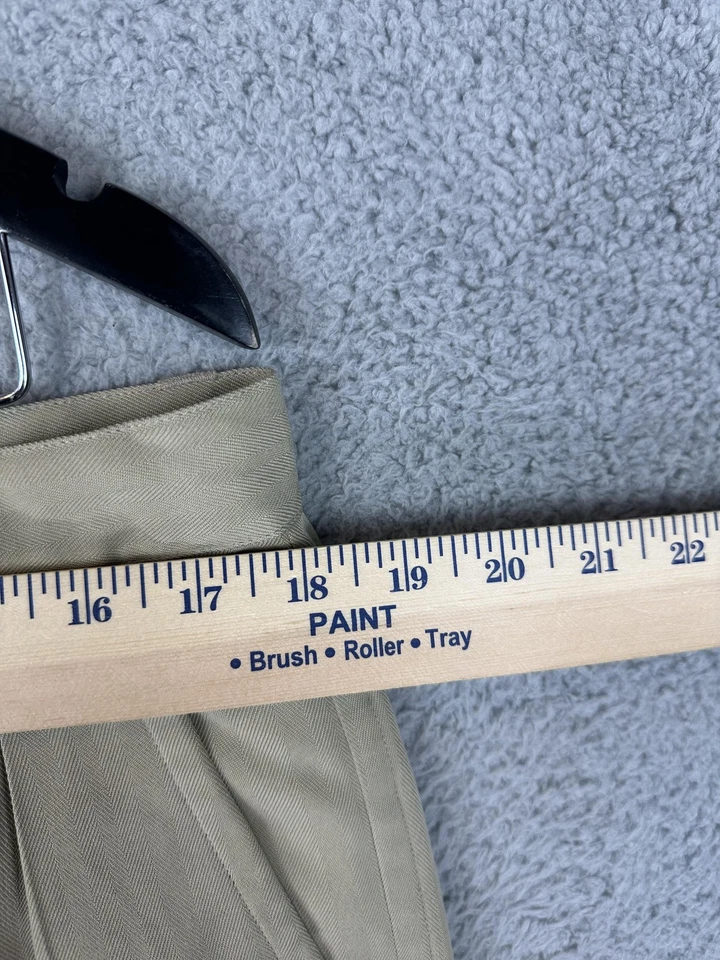 16 17 18 19 20 21 22
PAINT
• Brush • Roller • Tray